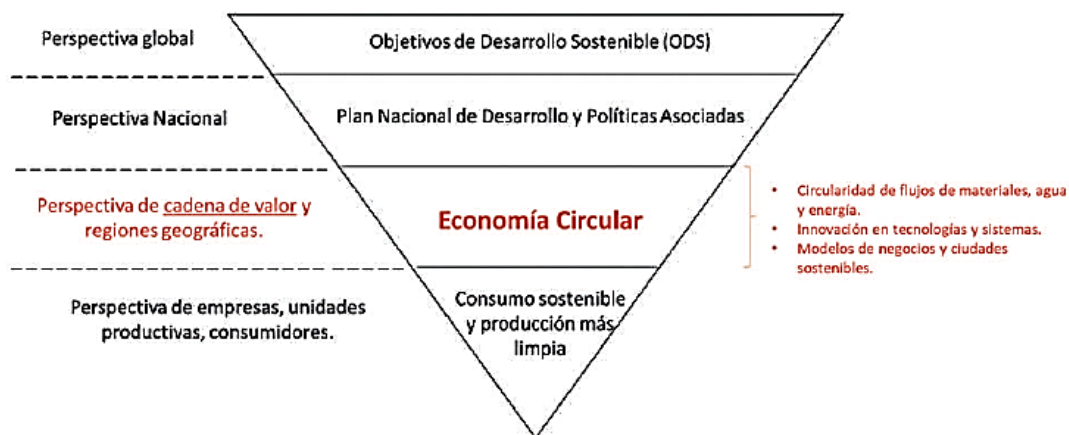 Perspectiva global
Objetivos de Desarrollo Sostenible (ODS)
Perspectiva Nacional
Plan Nacional de Desarrollo y Políticas Asociadas
Perspectiva de cadena de valor y
regiones geográficas.
Economía Circular
• Circularidad de flujos de materiales, agua
y energía.
• Innovación en tecnologías y sistemas.
• Modelos de negocios y ciudades
sostenibles.
Perspectiva de empresas, unidades
productivas, consumidores.
Consumo sostenible
y producción más
limpia